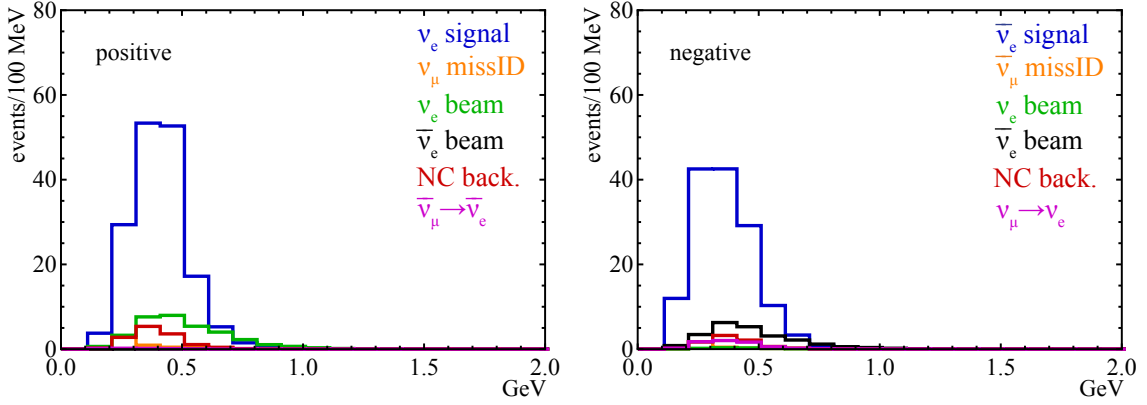 events/100 MeV
80
60
40
20
0
positive
νe signal
νμ missID
νe beam
ν̅e beam
NC back.
ν̅μ→ν̅e
0.0 0.5 1.0 1.5 2.0
GeV
events/100 MeV
80
60
40
20
0
negative
ν̅e signal
ν̅μ missID
νe beam
ν̅e beam
NC back.
νμ→νe
0.0 0.5 1.0 1.5 2.0
GeV